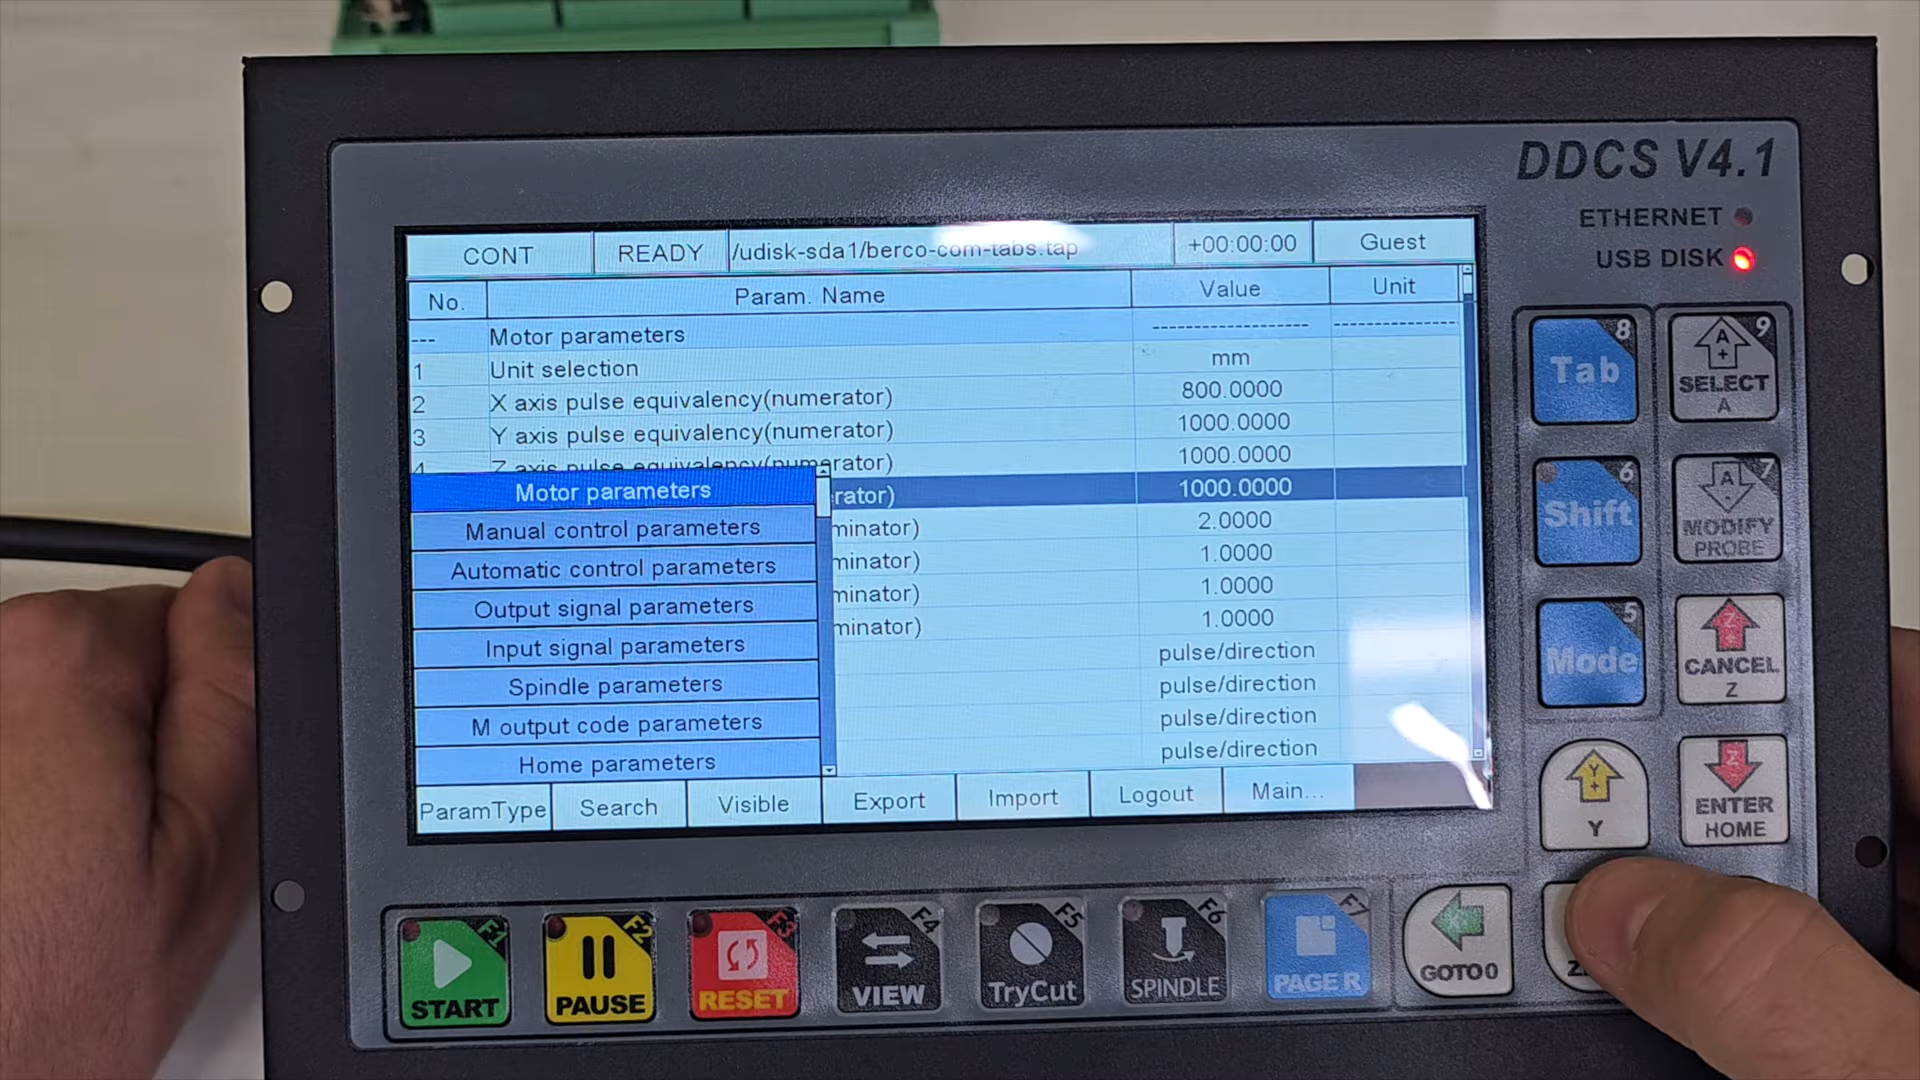 DDCS V4.1
ETHERNET
USB DISK
CONT READY /udisk-sda1/berco-com-tabs.tap +00:00:00 Guest
No. Param. Name Value Unit
--- Motor parameters ------------------- ---------------
1 Unit selection mm
2 X axis pulse equivalency(numerator) 800.0000
3 Y axis pulse equivalency(numerator) 1000.0000
4 Z axis pulse equivalency(numerator) 1000.0000
rator) 1000.0000
minator) 2.0000
minator) 1.0000
minator) 1.0000
minator) 1.0000
pulse/direction
pulse/direction
pulse/direction
pulse/direction
Motor parameters
Manual control parameters
Automatic control parameters
Output signal parameters
Input signal parameters
Spindle parameters
M output code parameters
Home parameters
ParamType Search Visible Export Import Logout Main...
Tab 8
A + 9 SELECT A
Shift 6
A - 7 MODIFY PROBE
Mode 5
Z + CANCEL Z
Y + Y
Z - ENTER HOME
START F1
PAUSE F2
RESET F3
VIEW F4
TryCut F5
SPINDLE F6
PAGER F7
GOTO0